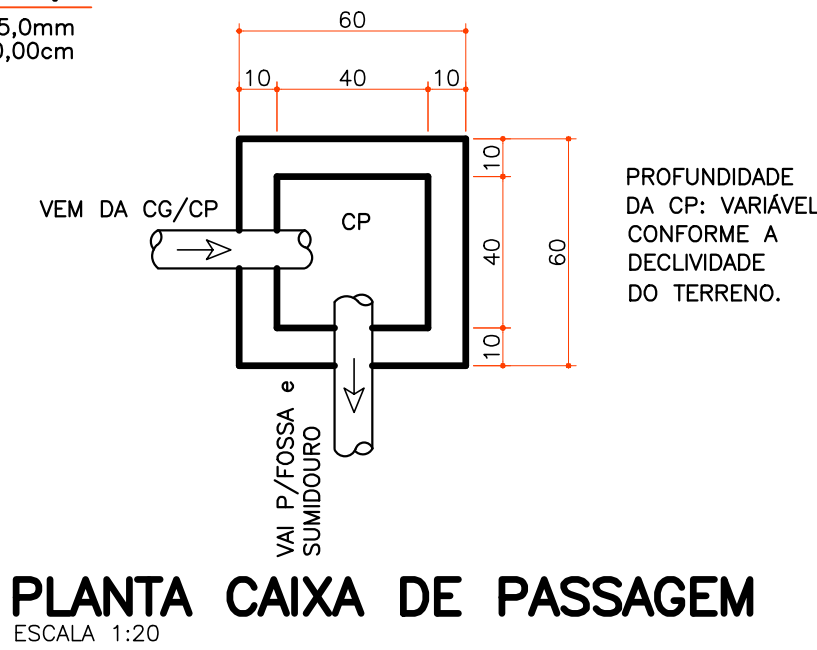 5,0mm
0,00cm
60
10 40 10
10
40
10
60
VEM DA CG/CP
CP
PROFUNDIDADE
DA CP: VARIÁVEL
CONFORME A
DECLIVIDADE
DO TERRENO.
VAI P/FOSSA e
SUMIDOURO
PLANTA CAIXA DE PASSAGEM
ESCALA 1:20